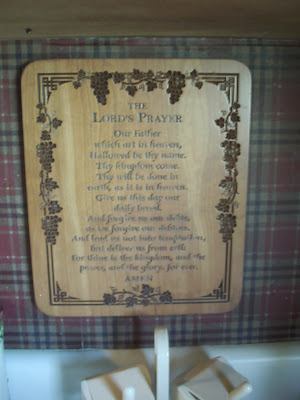 THE
LORD'S PRAYER
Our Father
which art in heaven,
Hallowed be thy name.
Thy kingdom come.
Thy will be done in
earth, as it is in heaven.
Give us this day our
daily bread.
And forgive us our debts,
as we forgive our debtors.
And lead us not into temptation,
but deliver us from evil:
For thine is the kingdom, and the
power, and the glory, for ever.
AMEN